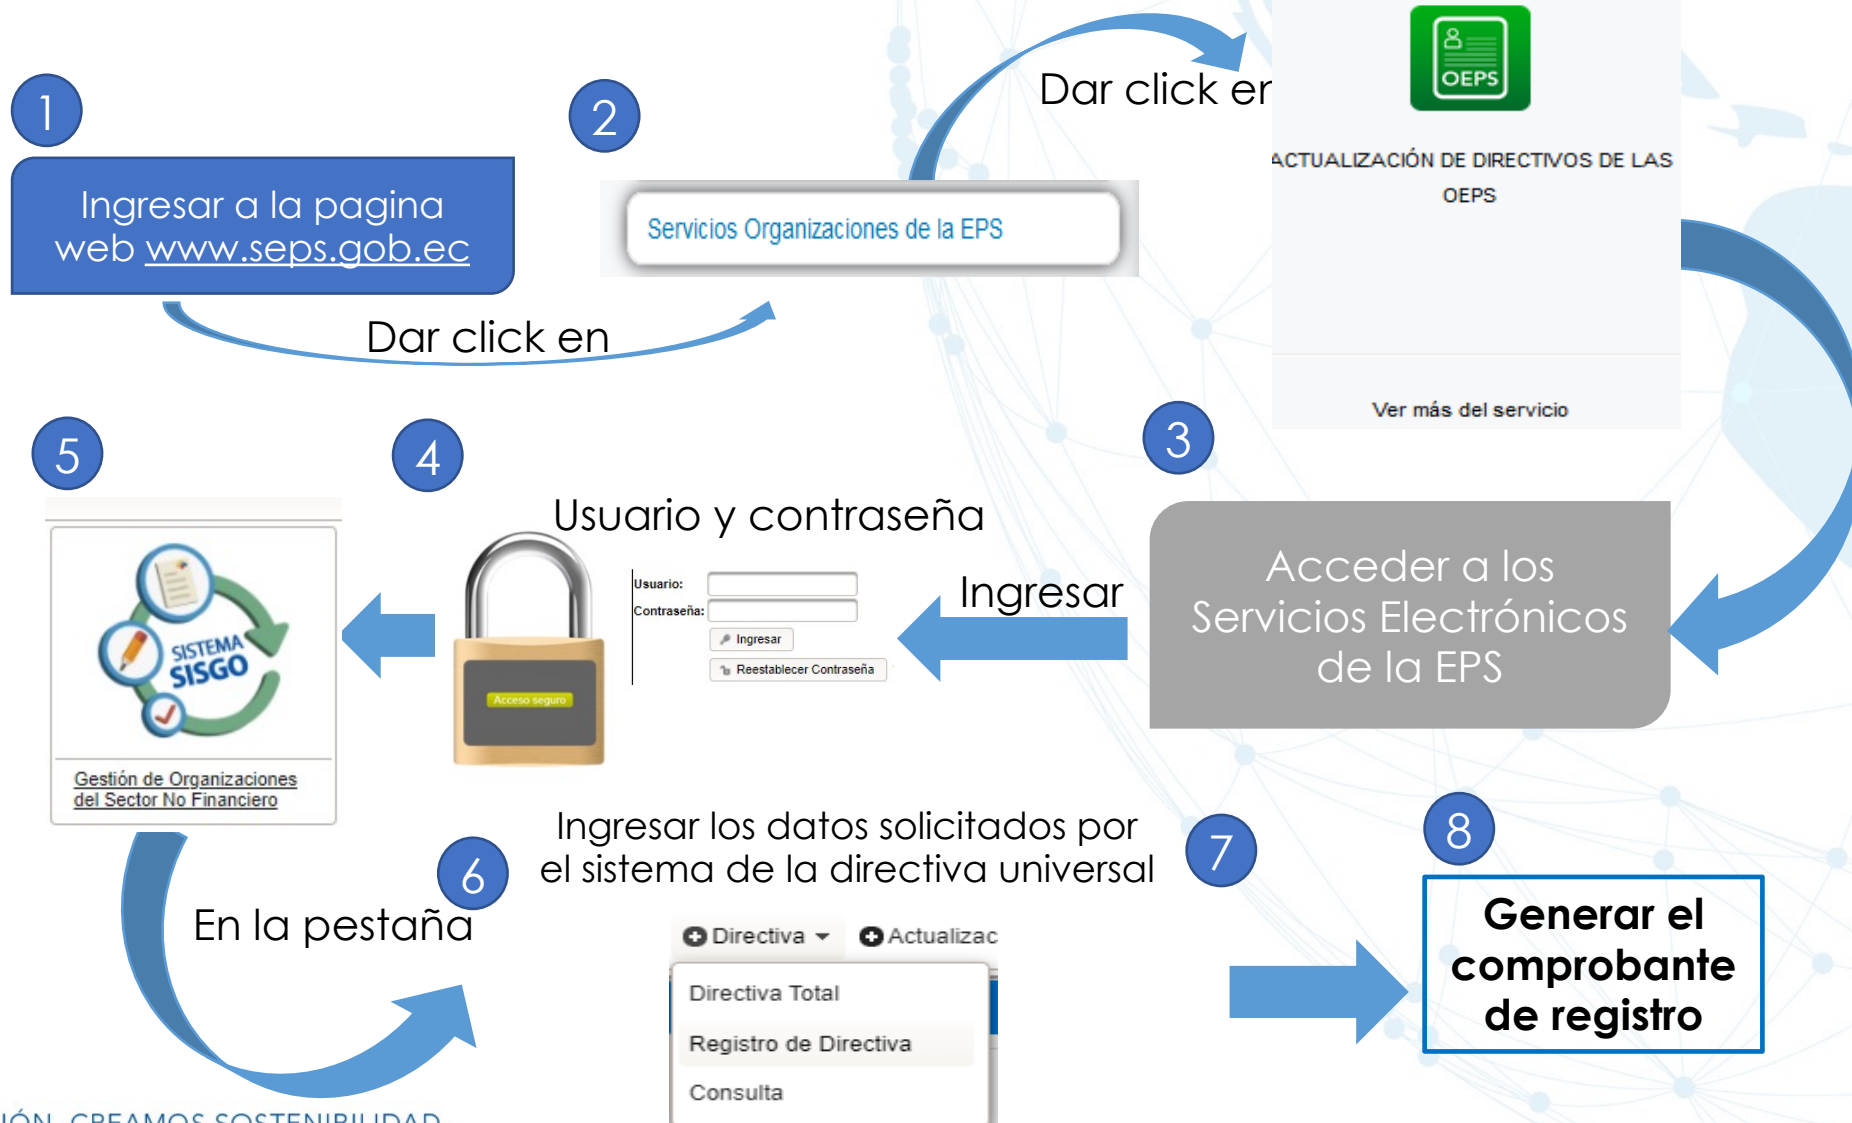 1
Ingresar a la pagina
web www.seps.gob.ec
Dar click en
2
Servicios Organizaciones de la EPS
Dar click en
OEPS
ACTUALIZACIÓN DE DIRECTIVOS DE LAS
OEPS
Ver más del servicio
3
Acceder a los
Servicios Electrónicos
de la EPS
Ingresar
4
Usuario y contraseña
Usuario:
Contraseña:
Ingresar
Reestablecer Contraseña
Acceso seguro
5
SISTEMA
SISGO
Gestión de Organizaciones
del Sector No Financiero
En la pestaña
6
Ingresar los datos solicitados por
el sistema de la directiva universal
Directiva
Actualizac
Directiva Total
Registro de Directiva
Consulta
7
8
Generar el
comprobante
de registro
CREAMOS SOSTENIBILIDAD